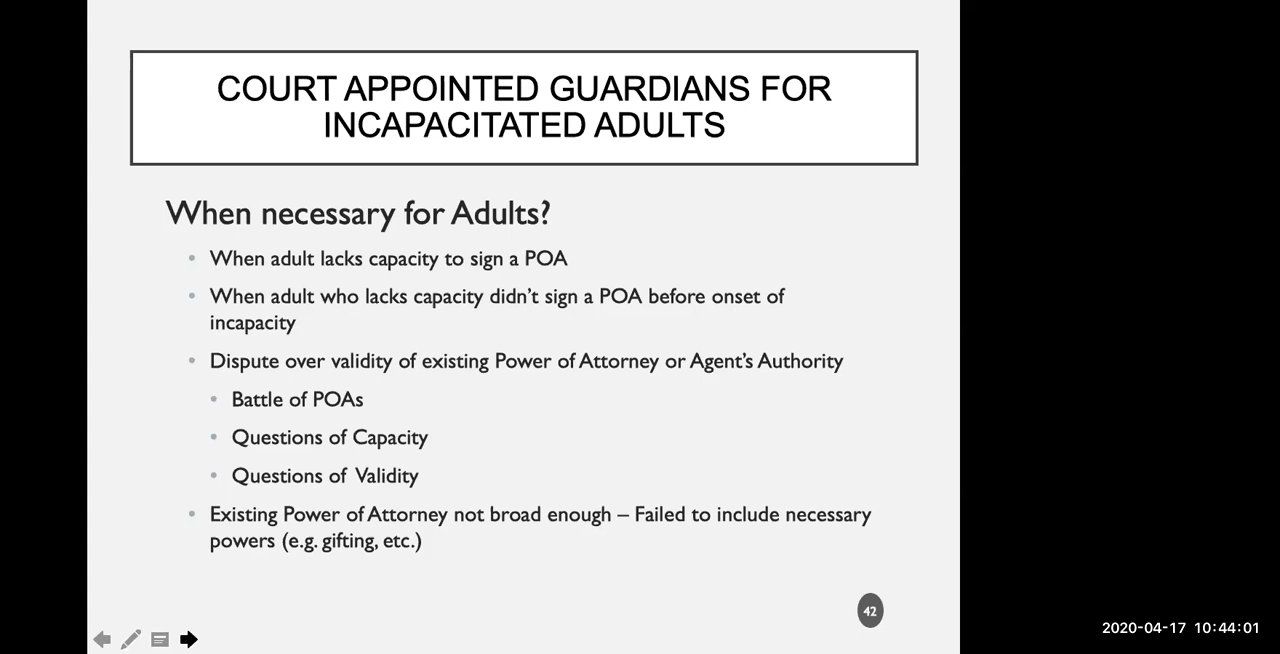 COURT APPOINTED GUARDIANS FOR
INCAPACITATED ADULTS
When necessary for Adults?
• When adult lacks capacity to sign a POA
• When adult who lacks capacity didn’t sign a POA before onset of
incapacity
• Dispute over validity of existing Power of Attorney or Agent’s Authority
• Battle of POAs
• Questions of Capacity
• Questions of Validity
• Existing Power of Attorney not broad enough – Failed to include necessary
powers (e.g. gifting, etc.)
42
2020-04-17 10:44:01